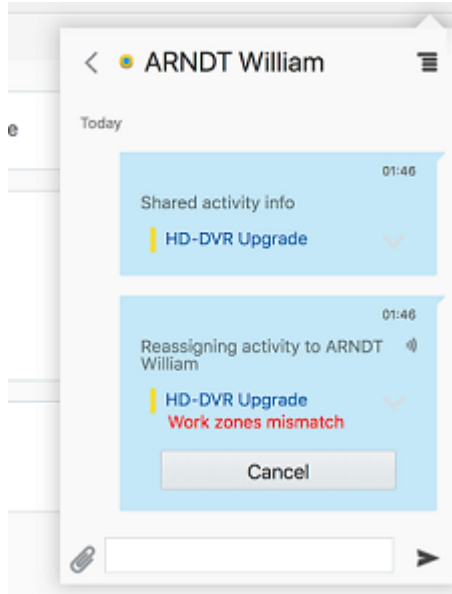 ARNDT William
e
Today
01:46
Shared activity info
HD-DVR Upgrade
01:46
Reassigning activity to ARNDT
William
HD-DVR Upgrade
Work zones mismatch
Cancel